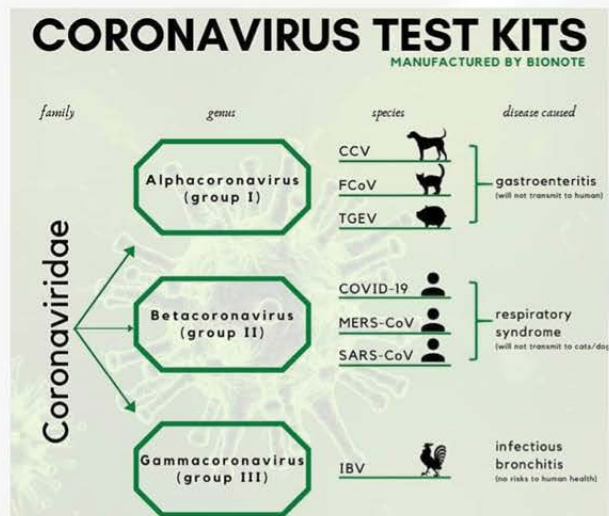 CORONAVIRUS TEST KITS
MANUFACTURED BY BIONOTE
family genus species disease caused
Coronaviridae
Alphacoronavirus
(group I)
CCV
FCoV
TGEV
gastroenteritis
(will not transmit to human)
Betacoronavirus
(group II)
COVID-19
MERS-CoV
SARS-CoV
respiratory
syndrome
(will not transmit to cats/dog
Gammacoronavirus
(group III)
IBV
infectious
bronchitis
(no risks to human health)